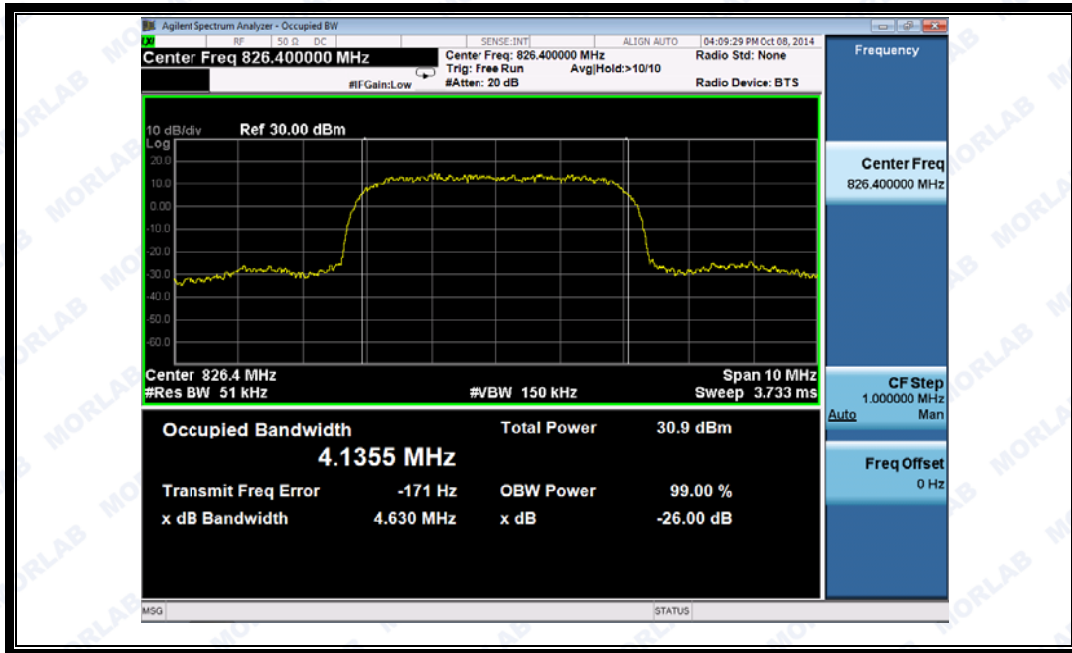 Agilent Spectrum Analyzer - Occupied BW
LXI RF 50 Ω DC SENSE:INT ALIGN AUTO 04:09:29 PM Oct 08, 2014
Center Freq 826.400000 MHz Center Freq: 826.400000 MHz Radio Std: None
Trig: Free Run Avg|Hold:>10/10
#IFGain:Low #Atten: 20 dB Radio Device: BTS
10 dB/div Ref 30.00 dBm
Log
20.0
10.0
0.00
-10.0
-20.0
-30.0
-40.0
-50.0
-60.0
Center 826.4 MHz Span 10 MHz
#Res BW 51 kHz #VBW 150 kHz Sweep 3.733 ms
Occupied Bandwidth Total Power 30.9 dBm
4.1355 MHz
Transmit Freq Error -171 Hz OBW Power 99.00 %
x dB Bandwidth 4.630 MHz x dB -26.00 dB
MSG STATUS
Frequency
Center Freq
826.400000 MHz
CF Step
1.000000 MHz
Auto Man
Freq Offset
0 Hz
MORLAB